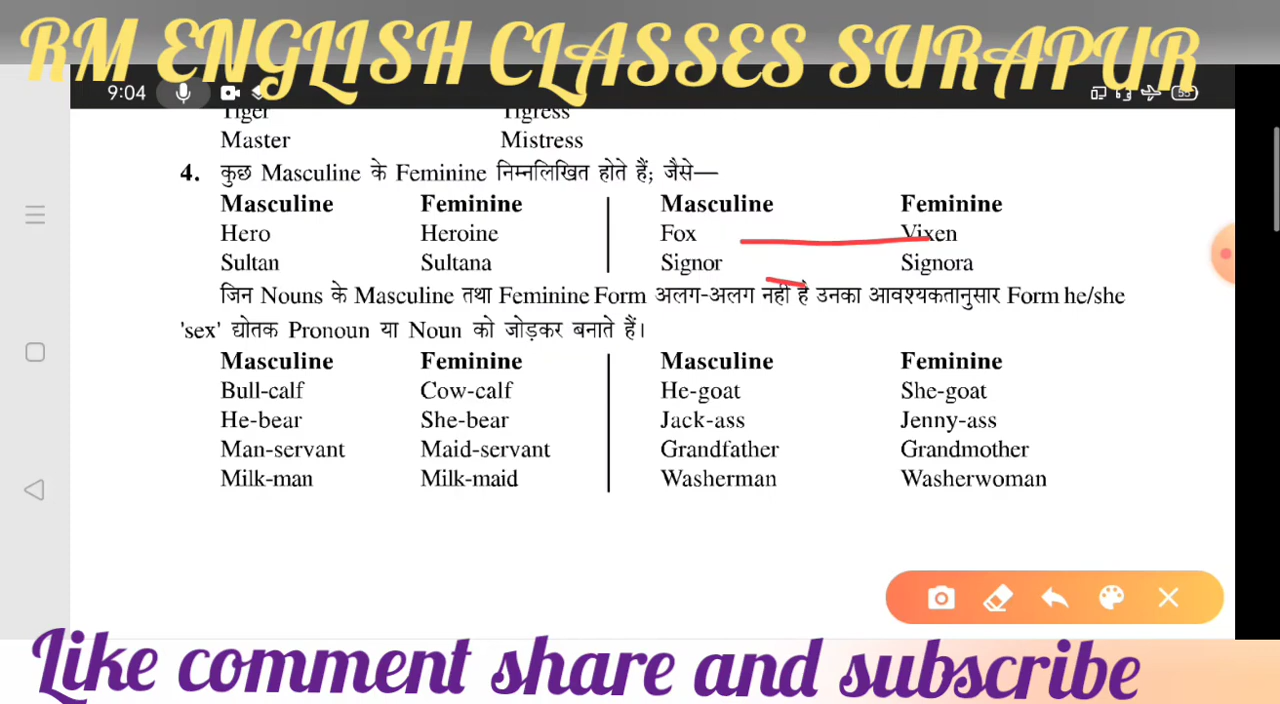 RM ENGLISH CLASSES SURAPUR
9:04
55
Tiger Tigress
Master Mistress
4. कुछ Masculine के Feminine निम्नलिखित होते हैं; जैसे—
Masculine Feminine Masculine Feminine
Hero Heroine Fox Vixen
Sultan Sultana Signor Signora
जिन Nouns के Masculine तथा Feminine Form अलग-अलग नहीं है उनका आवश्यकतानुसार Form he/she
'sex' द्योतक Pronoun या Noun को जोड़कर बनाते हैं।
Masculine Feminine Masculine Feminine
Bull-calf Cow-calf He-goat She-goat
He-bear She-bear Jack-ass Jenny-ass
Man-servant Maid-servant Grandfather Grandmother
Milk-man Milk-maid Washerman Washerwoman
Like comment share and subscribe